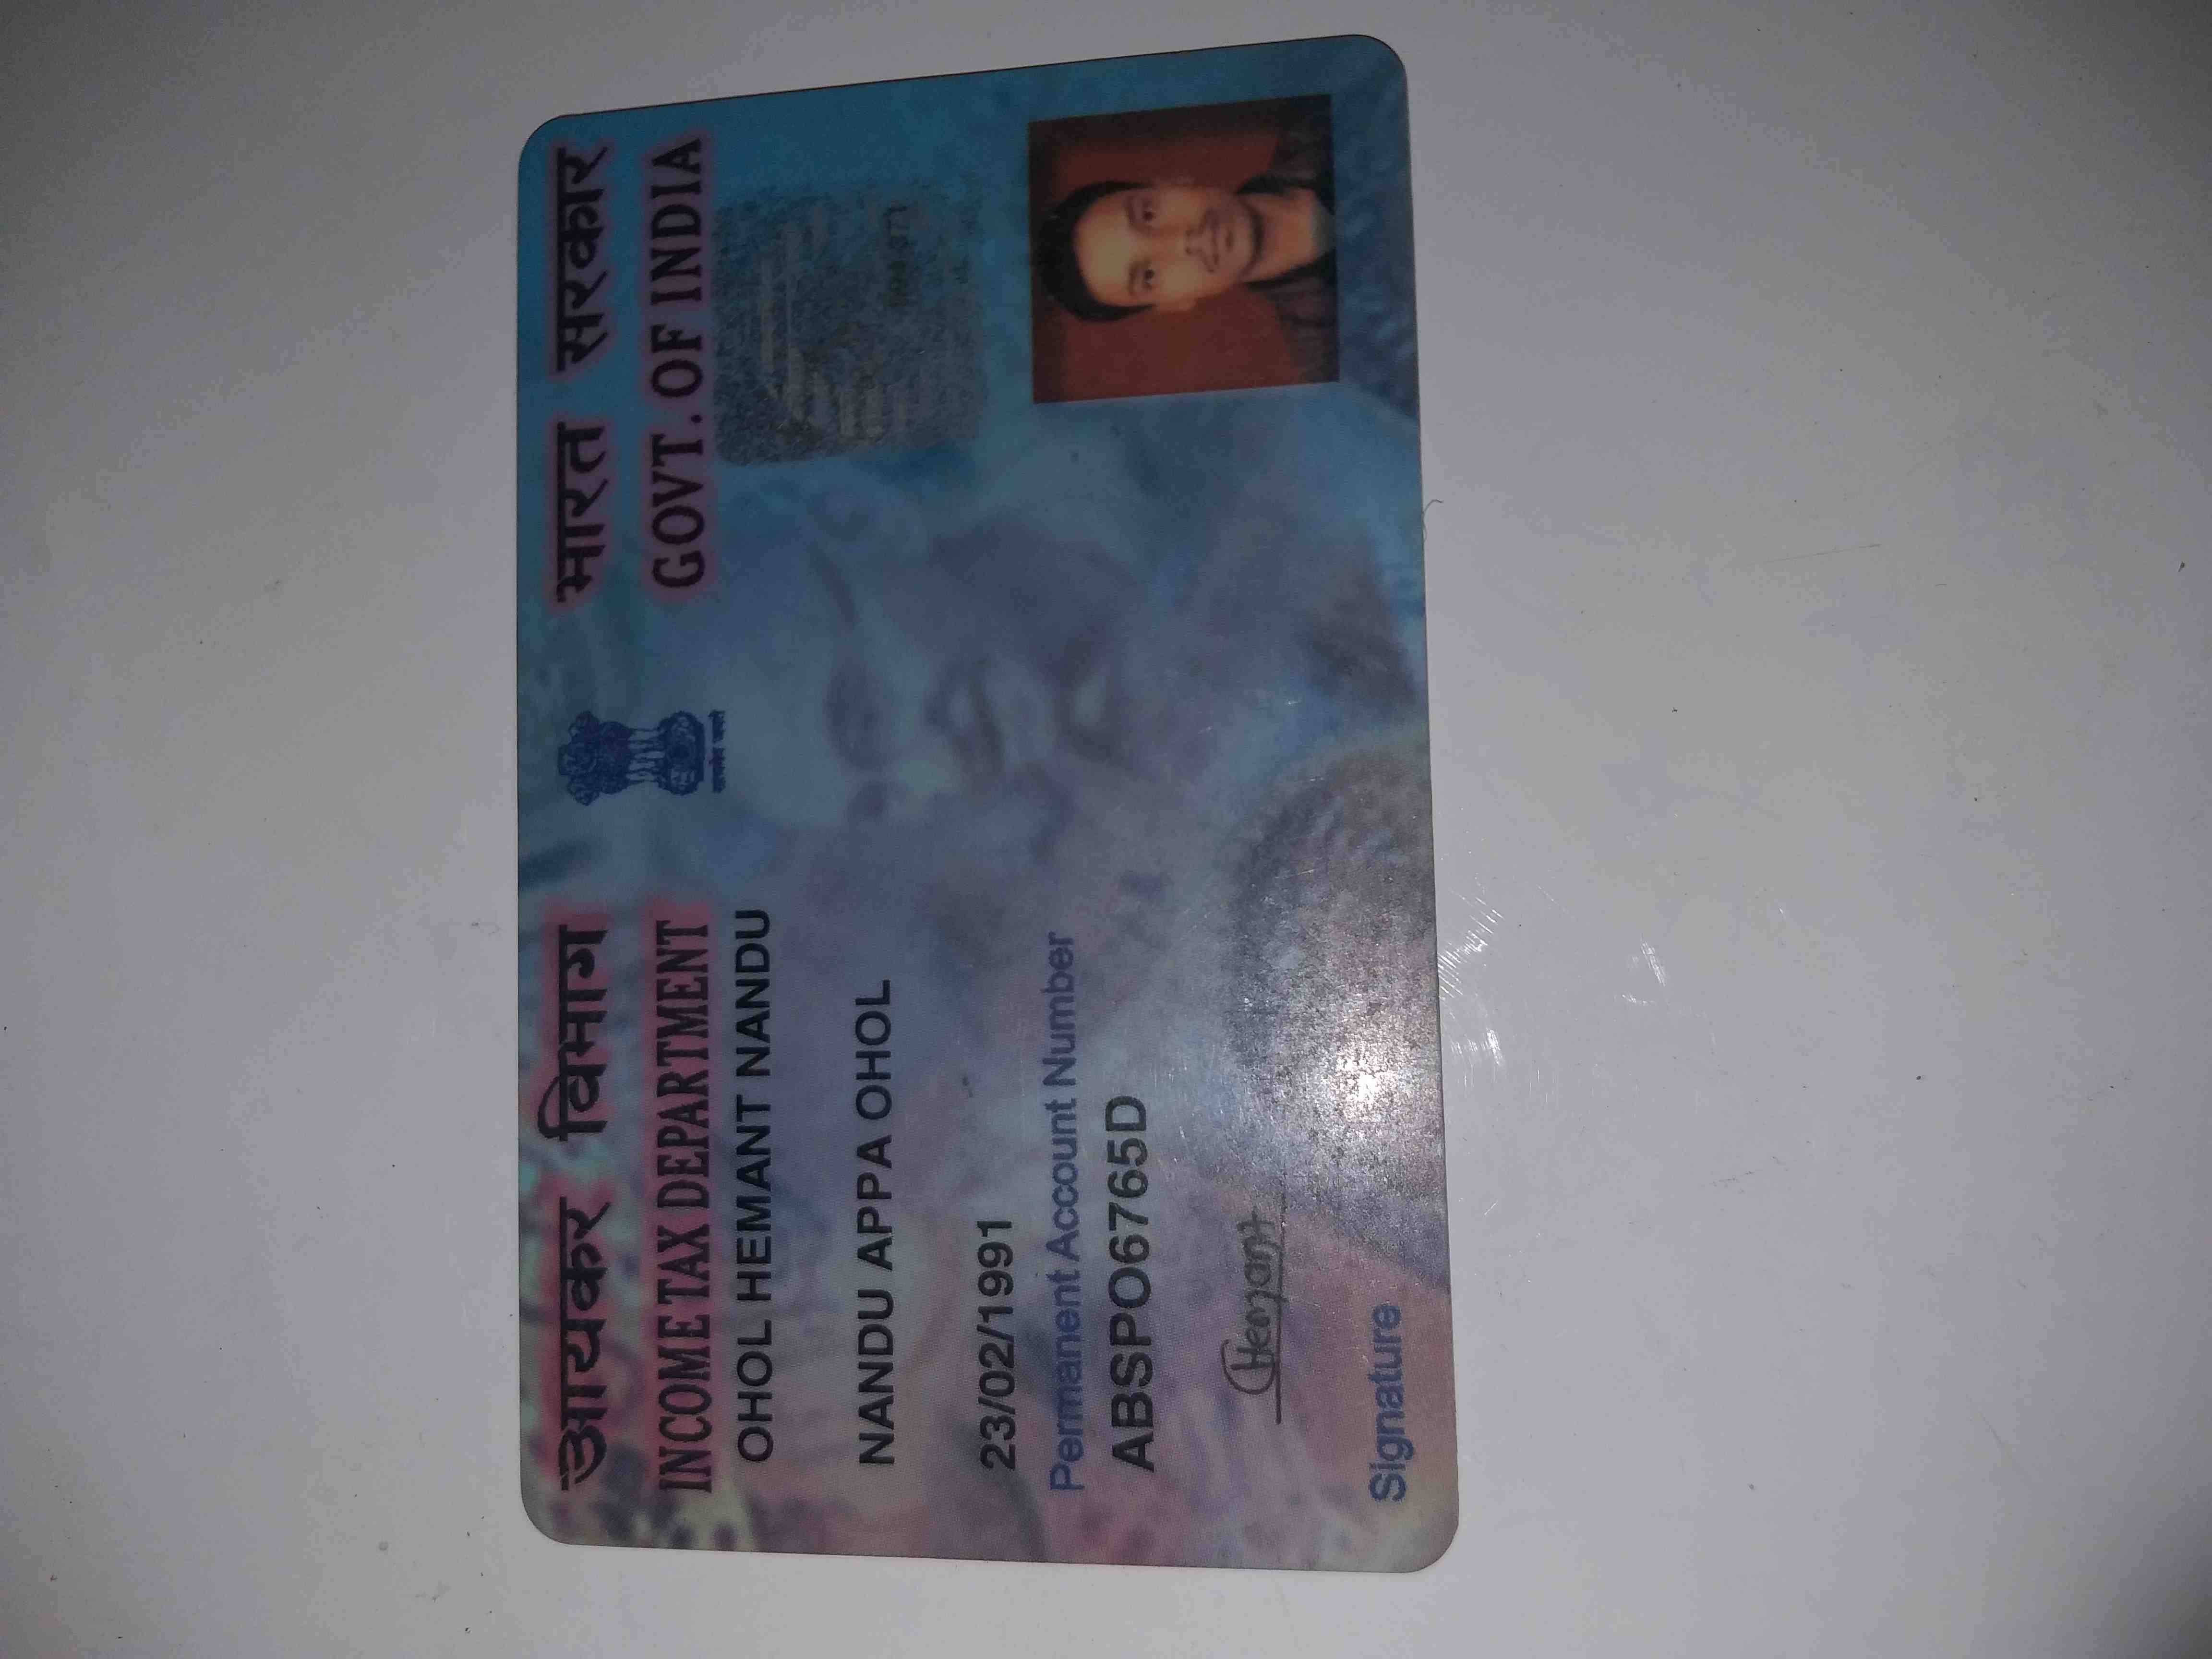 आयकर विभाग
INCOME TAX DEPARTMENT
भारत सरकार
GOVT. OF INDIA
सत्यमेव जयते
OHOL HEMANT NANDU
NANDU APPA OHOL
23/02/1991
Permanent Account Number
ABSPO6765D
Hemant
Signature